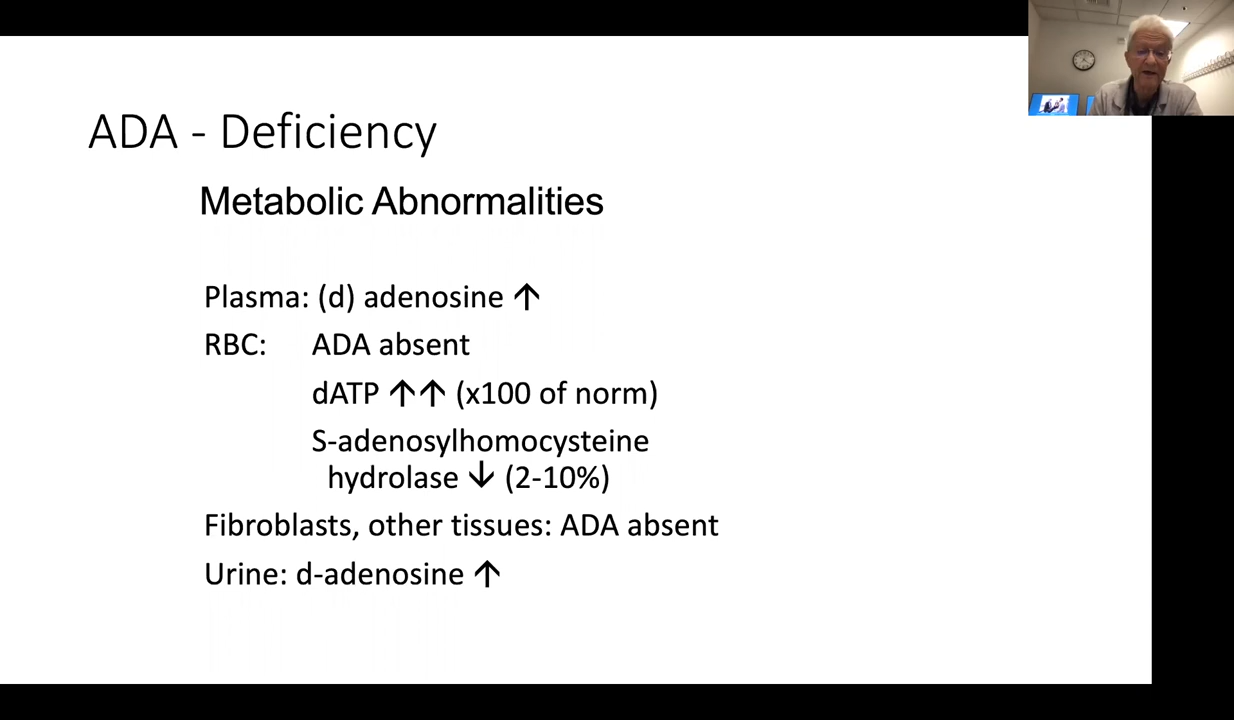 ADA - Deficiency
Metabolic Abnormalities
Plasma: (d) adenosine ↑
RBC: ADA absent
dATP ↑↑ (x100 of norm)
S-adenosylhomocysteine
hydrolase ↓ (2-10%)
Fibroblasts, other tissues: ADA absent
Urine: d-adenosine ↑